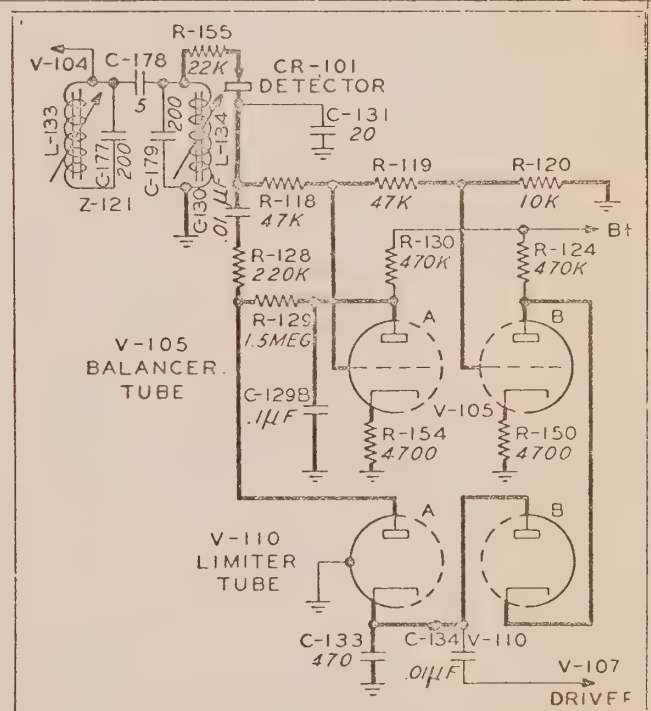 R-155
C-178
22K
V-104
CR-101
DETECTOR
5
200
L-133
C-177
200
C-179
L-134
C-131
20
Z-121
C-130
.01 µF
R-118
47K
R-119
47K
R-120
10K
B+
R-128
220K
R-130
470K
R-124
470K
R-129
1.5MEG
A
B
V-105
BALANCER
TUBE
C-129B
.1µF
V-105
R-154
4700
R-150
4700
A
B
V-110
LIMITER
TUBE
C-133
470
C-134
.01µF
V-110
V-107